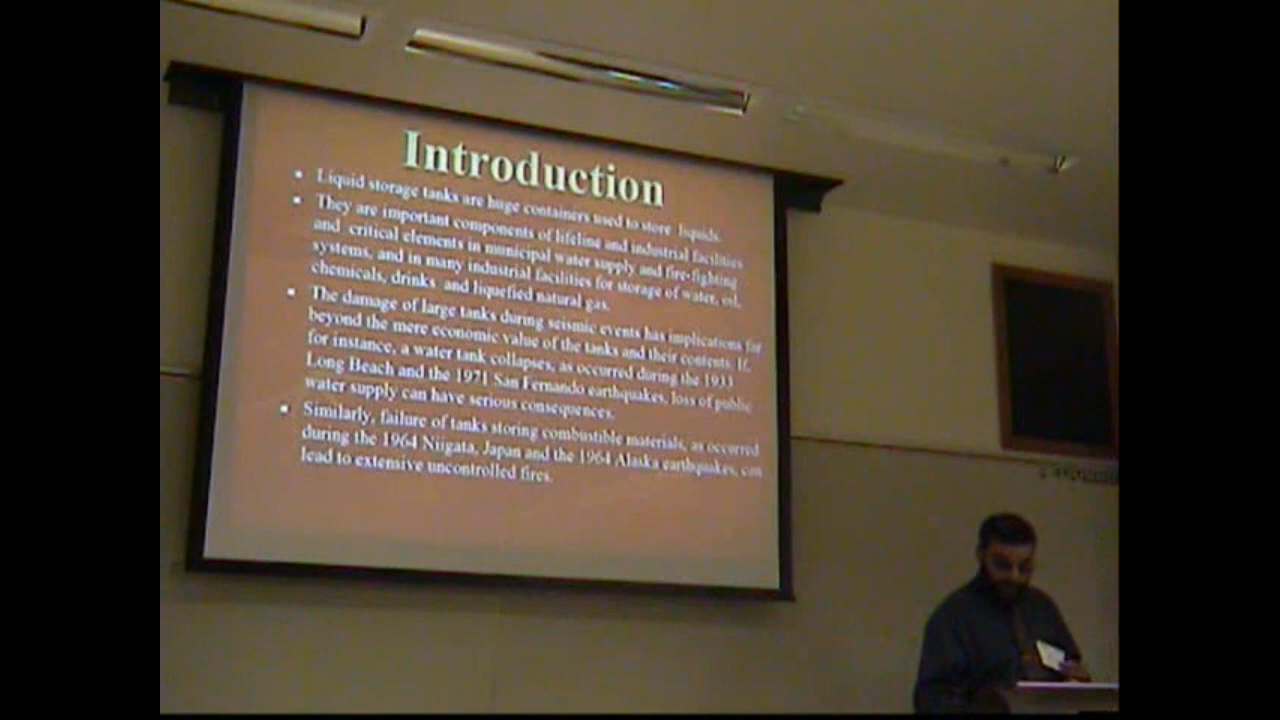 Introduction
▪ Liquid storage tanks are huge containers used to store liquids.
▪ They are important components of lifeline and industrial facilities
and critical elements in municipal water supply and fire-fighting
systems, and in many industrial facilities for storage of water, oil,
chemicals, drinks and liquefied natural gas.
▪ The damage of large tanks during seismic events has implications far
beyond the mere economic value of the tanks and their contents. If,
for instance, a water tank collapses, as occurred during the 1933
Long Beach and the 1971 San Fernando earthquakes, loss of public
water supply can have serious consequences.
▪ Similarly, failure of tanks storing combustible materials, as occurred
during the 1964 Niigata, Japan and the 1964 Alaska earthquakes, can
lead to extensive uncontrolled fires.